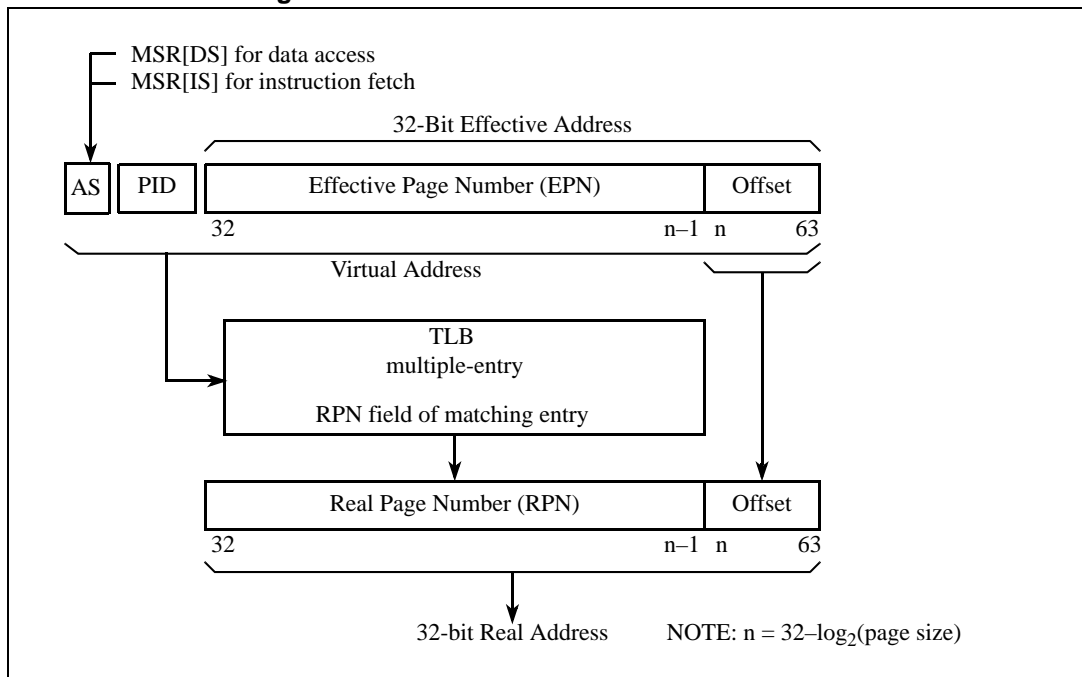 MSR[DS] for data access
MSR[IS] for instruction fetch
32-Bit Effective Address
AS PID Effective Page Number (EPN) Offset
32 n–1 n 63
Virtual Address
TLB
multiple-entry
RPN field of matching entry
Real Page Number (RPN) Offset
32 n–1 n 63
32-bit Real Address NOTE: n = 32–log2(page size)